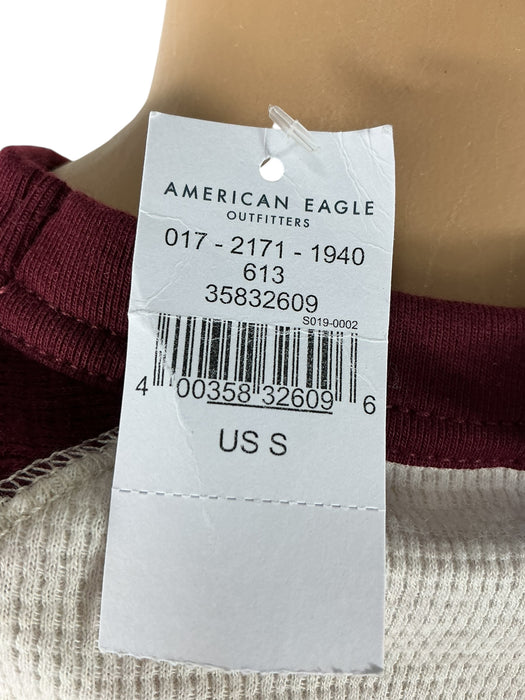 AMERICAN EAGLE
OUTFITTERS
017 - 2171 - 1940
613
35832609
S019-0002
4 00358 32609 6
US S